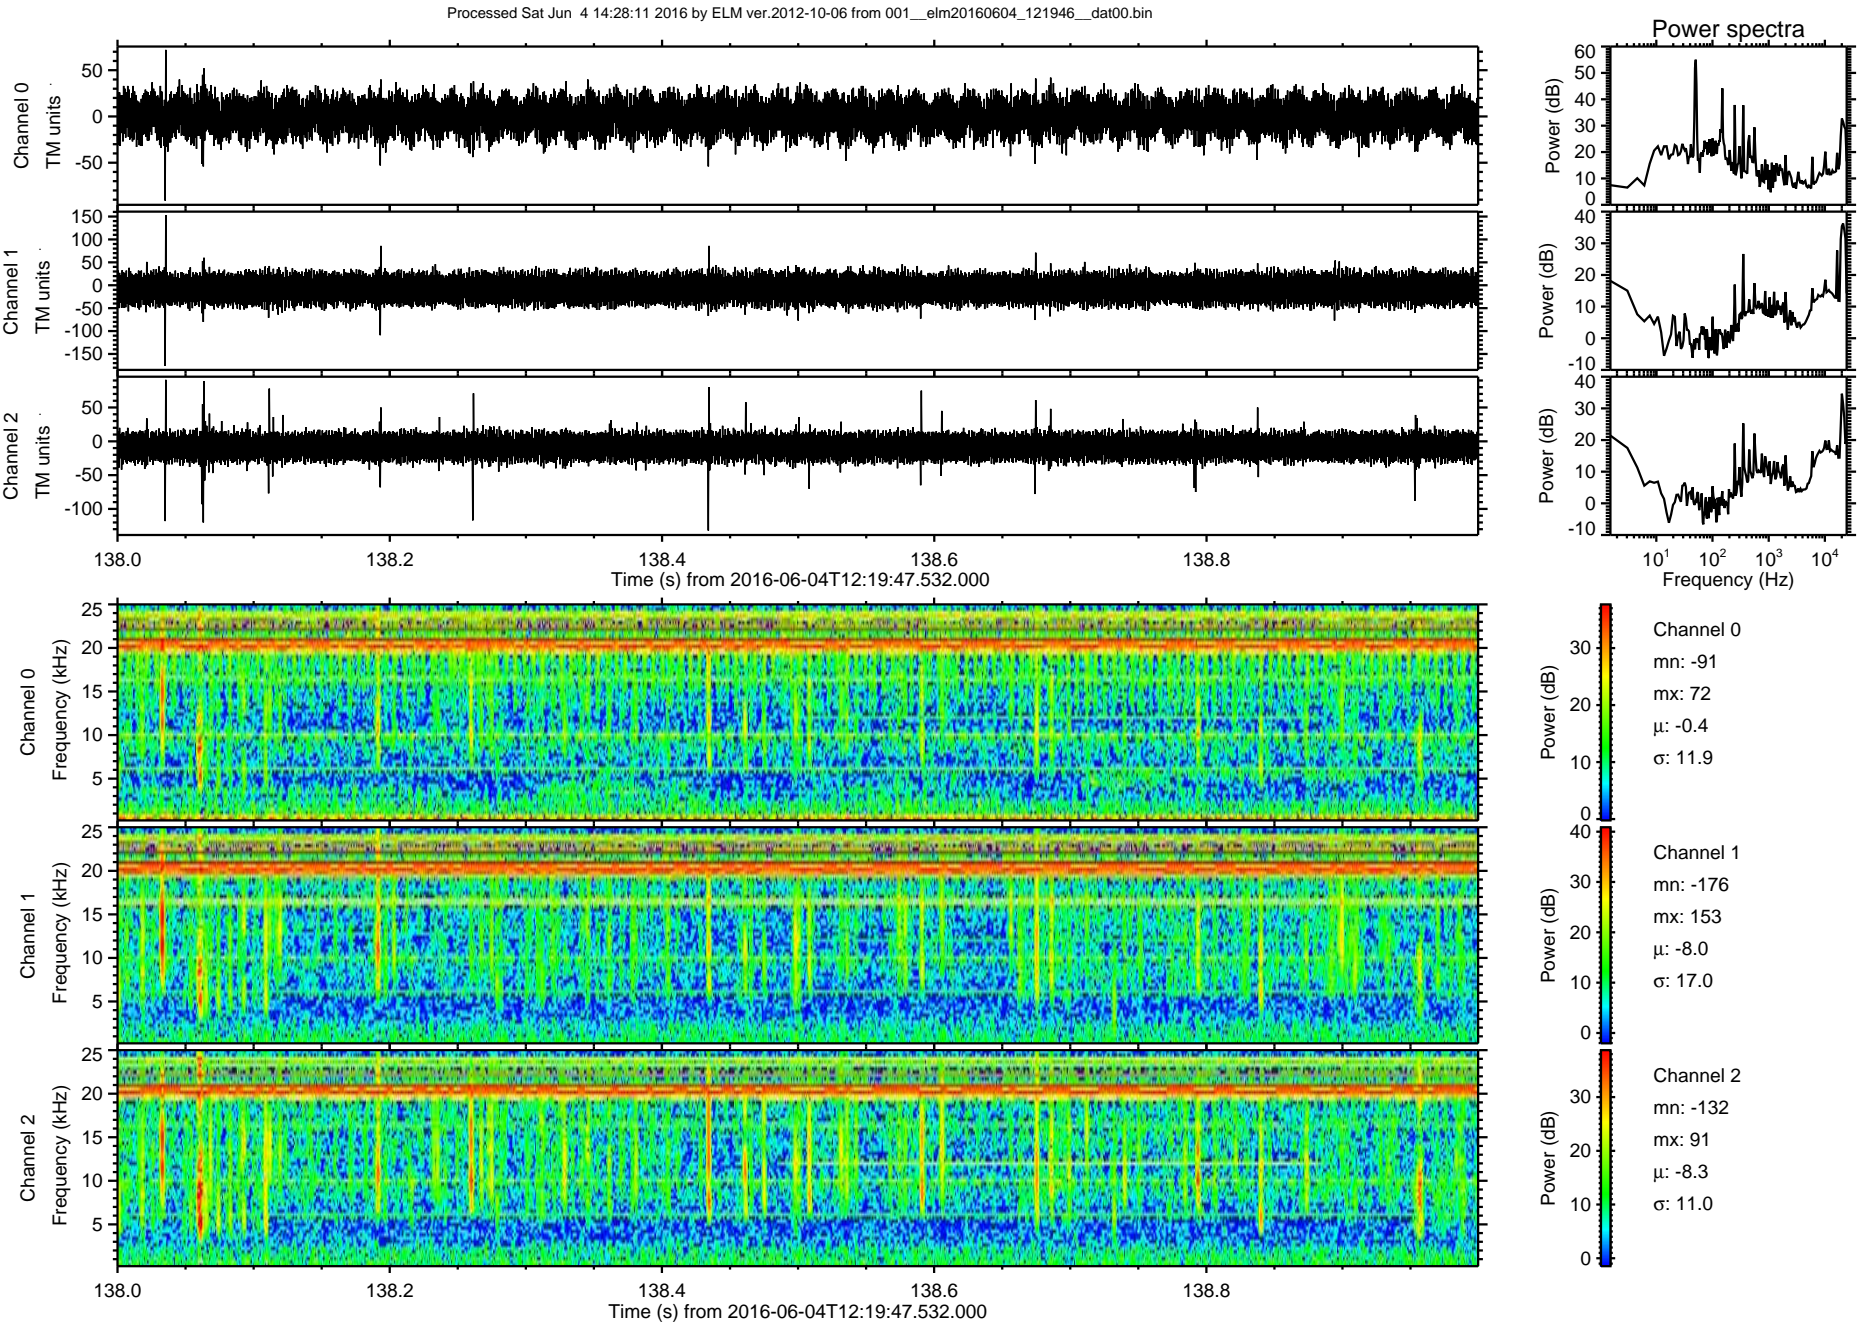 Processed Sat Jun  4 14:28:11 2016 by ELM ver.2012-10-06 from 001__elm20160604_121946__dat00.bin
Power spectra
Channel 0
TM units
50
0
-50
Power (dB)
60
50
40
30
20
10
0
Channel 1
TM units
150
100
50
0
-50
-100
-150
Power (dB)
40
30
20
10
0
-10
Channel 2
TM units
50
0
-50
-100
Power (dB)
40
30
20
10
0
-10
138.0 138.2 138.4 138.6 138.8
Time (s) from 2016-06-04T12:19:47.532.000
10^1 10^2 10^3 10^4
Frequency (Hz)
Channel 0
Frequency (kHz)
25
20
15
10
5
Power (dB)
30
20
10
0
Channel 0
mn: -91
mx: 72
μ: -0.4
σ: 11.9
Channel 1
Frequency (kHz)
25
20
15
10
5
Power (dB)
40
30
20
10
0
Channel 1
mn: -176
mx: 153
μ: -8.0
σ: 17.0
Channel 2
Frequency (kHz)
25
20
15
10
5
Power (dB)
30
20
10
0
Channel 2
mn: -132
mx: 91
μ: -8.3
σ: 11.0
138.0 138.2 138.4 138.6 138.8
Time (s) from 2016-06-04T12:19:47.532.000